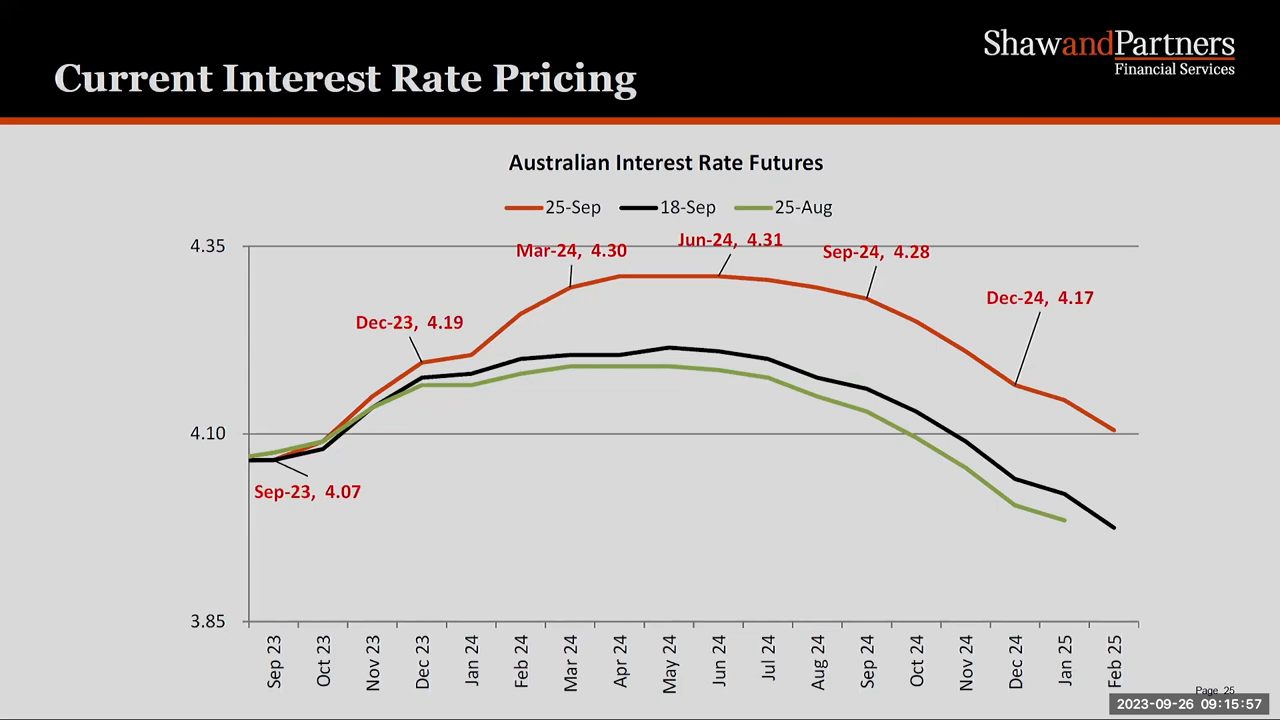 ShawandPartners
Financial Services
Current Interest Rate Pricing
Australian Interest Rate Futures
25-Sep 18-Sep 25-Aug
4.35
4.10
3.85
Sep-23, 4.07
Dec-23, 4.19
Mar-24, 4.30
Jun-24, 4.31
Sep-24, 4.28
Dec-24, 4.17
Sep 23
Oct 23
Nov 23
Dec 23
Jan 24
Feb 24
Mar 24
Apr 24
May 24
Jun 24
Jul 24
Aug 24
Sep 24
Oct 24
Nov 24
Dec 24
Jan 25
Feb 25
Page 25
2023-09-26 09:15:57